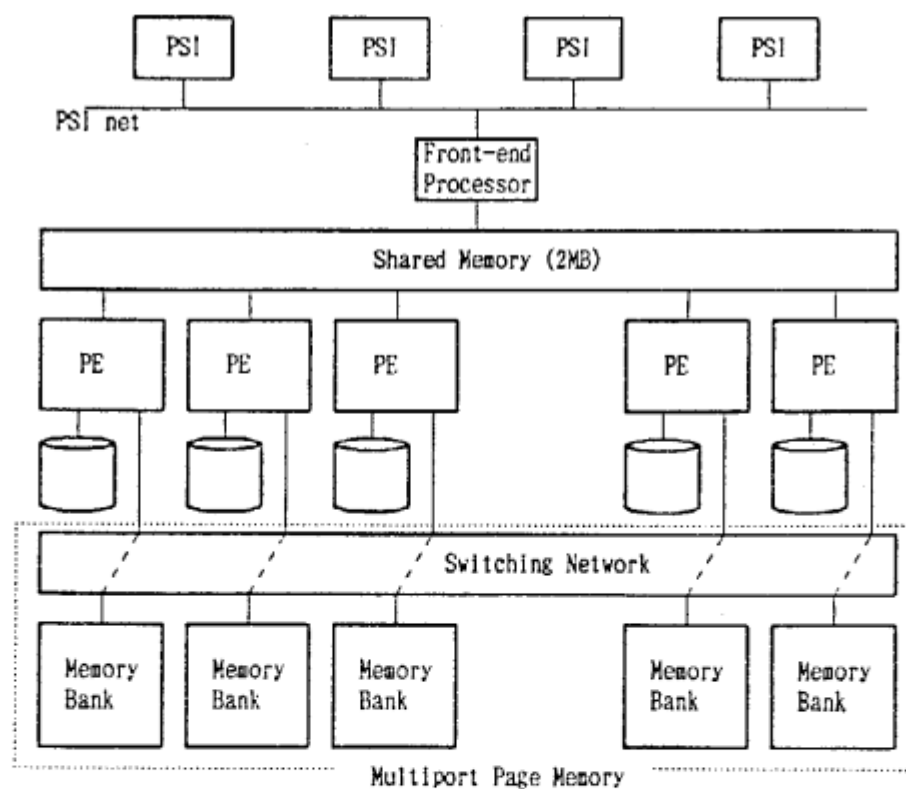 PSI PSI PSI PSI
PSI net
Front-end
Processor
Shared Memory (2MB)
PE PE PE PE PE
Switching Network
Memory Memory Memory Memory Memory
Bank Bank Bank Bank Bank
Multiport Page Memory